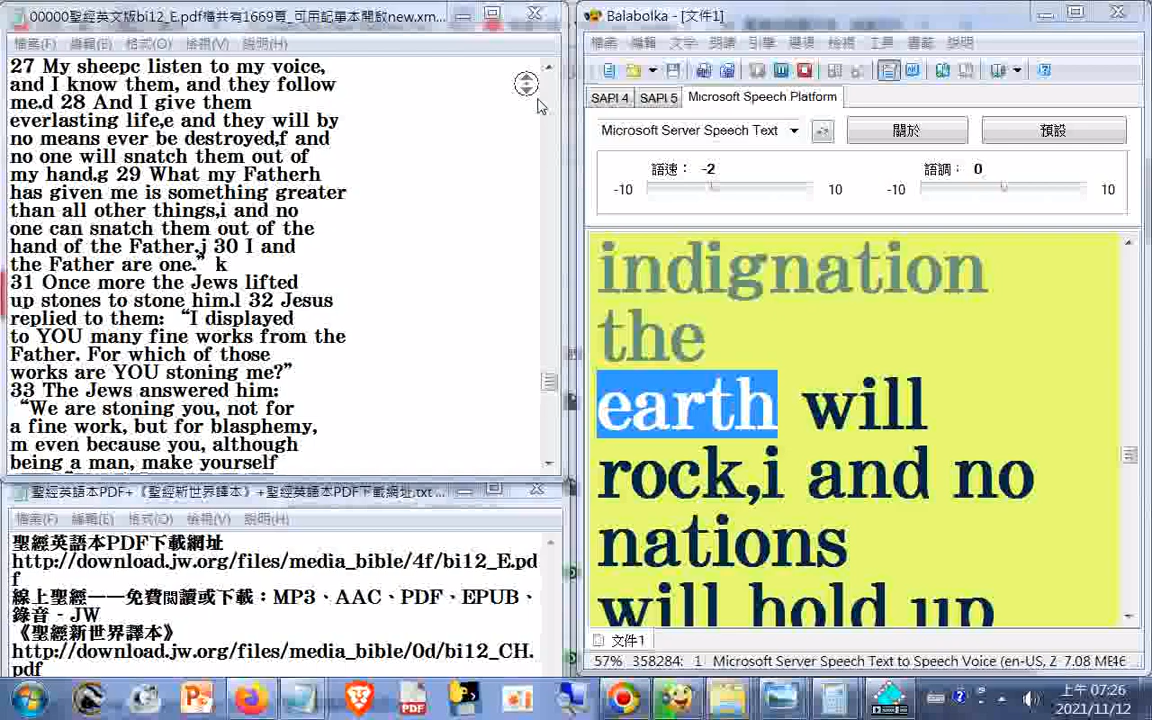 00000聖經英文版bi12_E.pdf檔共有1669頁_可用記事本開啟new.xm...
檔案(F) 編輯(E) 格式(O) 檢視(V) 說明(H)
27 My sheepc listen to my voice,
and I know them, and they follow
me.d 28 And I give them
everlasting life,e and they will by
no means ever be destroyed,f and
no one will snatch them out of
my hand.g 29 What my Fatherh
has given me is something greater
than all other things,i and no
one can snatch them out of the
hand of the Father.j 30 I and
the Father are one.” k
31 Once more the Jews lifted
up stones to stone him.l 32 Jesus
replied to them: “I displayed
to YOU many fine works from the
Father. For which of those
works are YOU stoning me?”
33 The Jews answered him:
“We are stoning you, not for
a fine work, but for blasphemy,
m even because you, although
being a man, make yourself
聖經英語本PDF+《聖經新世界譯本》+聖經英語本PDF下載網址.txt ...
檔案(F) 編輯(E) 格式(O) 檢視(V) 說明(H)
聖經英語本PDF下載網址
http://download.jw.org/files/media_bible/4f/bi12_E.pd
f
線上聖經——免費閱讀或下載：MP3、AAC、PDF、EPUB、
錄音 - JW
《聖經新世界譯本》
http://download.jw.org/files/media_bible/0d/bi12_CH.
pdf
Balabolka - [文件1]
檔案 編輯 文字 朗讀 引擎 選項 檢視 工具 書籤 說明
SAPI 4 SAPI 5 Microsoft Speech Platform
Microsoft Server Speech Text 關於 預設
語速： -2 語調： 0
-10 10 -10 10
indignation
the
earth will
rock,i and no
nations
will hold up
文件1
57% 358284: 1 Microsoft Server Speech Text to Speech Voice (en-US, Z 7.08 ME46
上午 07:26
2021/11/12